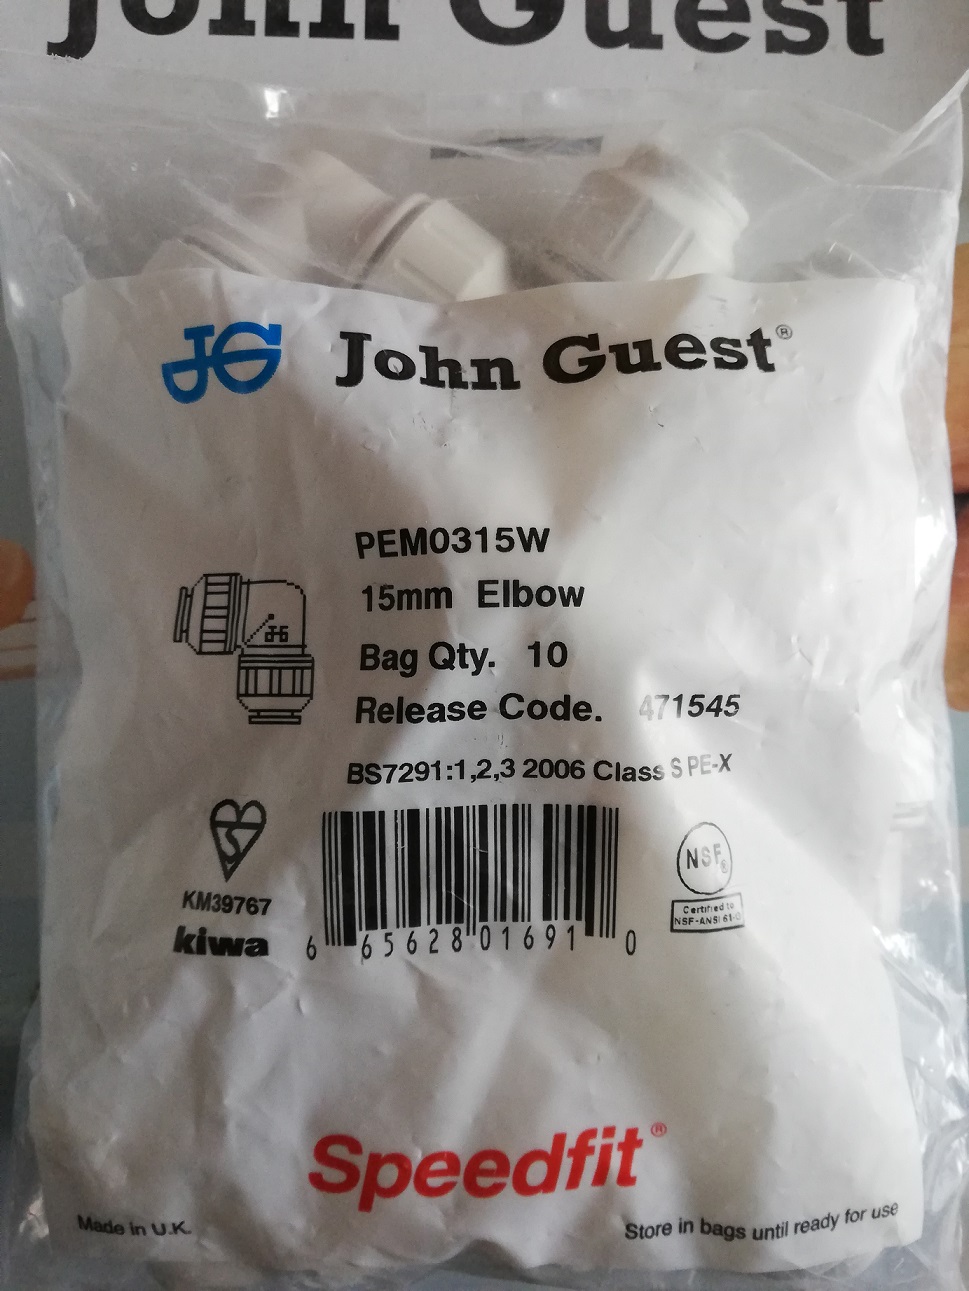 John Guest
JG John Guest®
PEM0315W
15mm Elbow
J-G
Bag Qty. 10
Release Code. 471545
BS7291:1,2,3 2006 Class S PE-X
KM39767
kiwa
6 65628 01691 0
NSF®
Certified to
NSF-ANSI 61-G
Speedfit®
Made in U.K.
Store in bags until ready for use